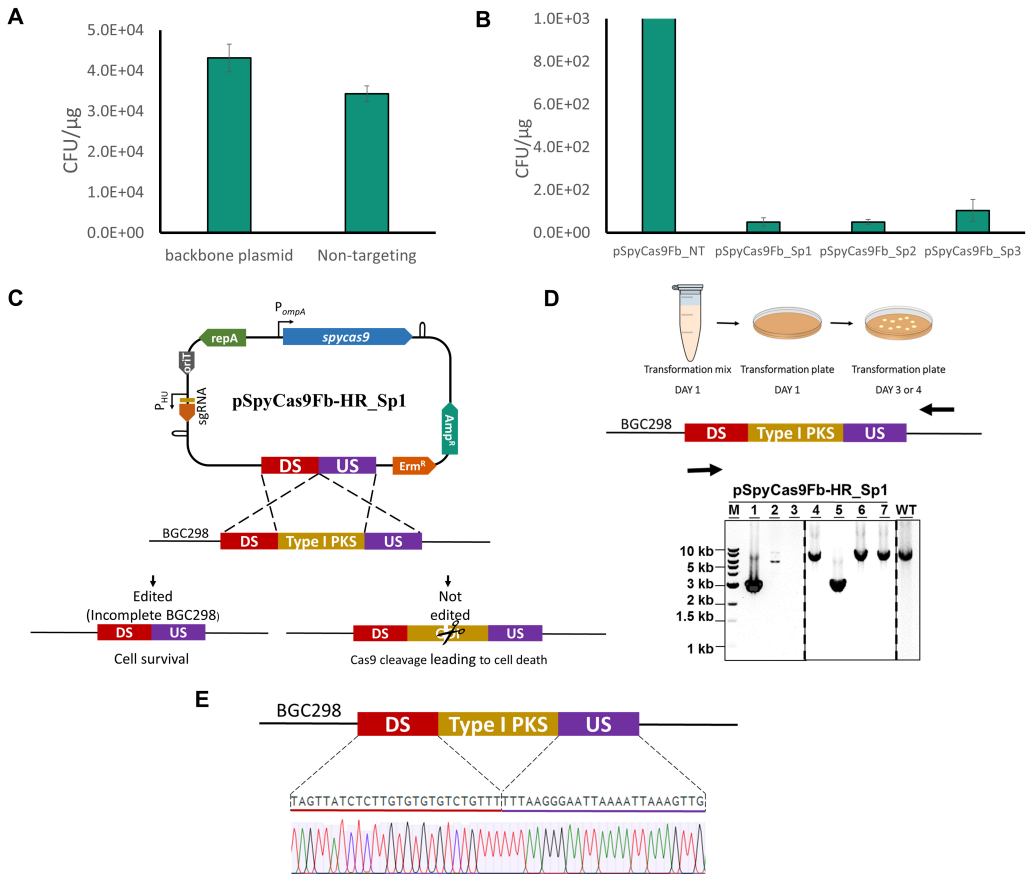 A
5.0E+04
4.0E+04
3.0E+04
2.0E+04
1.0E+04
0.0E+00
CFU/µg
backbone plasmid
Non-targeting
B
1.0E+03
8.0E+02
6.0E+02
4.0E+02
2.0E+02
0.0E+00
CFU/µg
pSpyCas9Fb_NT
pSpyCas9Fb_Sp1
pSpyCas9Fb_Sp2
pSpyCas9Fb_Sp3
C
PompA
repA
spycas9
oriT
PHU
sgRNA
pSpyCas9Fb-HR_Sp1
AmpR
DS
US
ErmR
BGC298
DS
Type I PKS
US
Edited
(Incomplete BGC298)
DS
US
Cell survival
Not
edited
DS
US
Cas9 cleavage leading to cell death
D
Transformation mix
DAY 1
Transformation plate
DAY 1
Transformation plate
DAY 3 or 4
BGC298
DS
Type I PKS
US
pSpyCas9Fb-HR_Sp1
M 1 2 3 4 5 6 7 WT
10 kb
5 kb
3 kb
2 kb
1.5 kb
1 kb
E
BGC298
DS
Type I PKS
US
TAGTTATCTCTTGTGTGTGTCTGTTTTTTAAGGGAATTAAAATTAAAGTTG